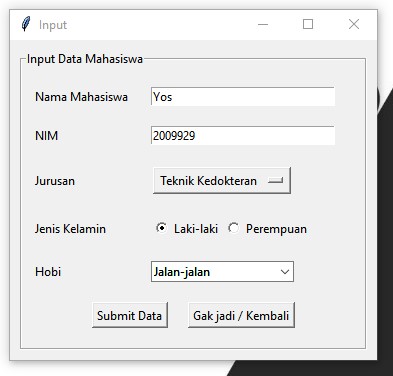 Input
Input Data Mahasiswa
Nama Mahasiswa Yos
NIM 2009929
Jurusan Teknik Kedokteran
Jenis Kelamin Laki-laki Perempuan
Hobi Jalan-jalan
Submit Data Gak jadi / Kembali